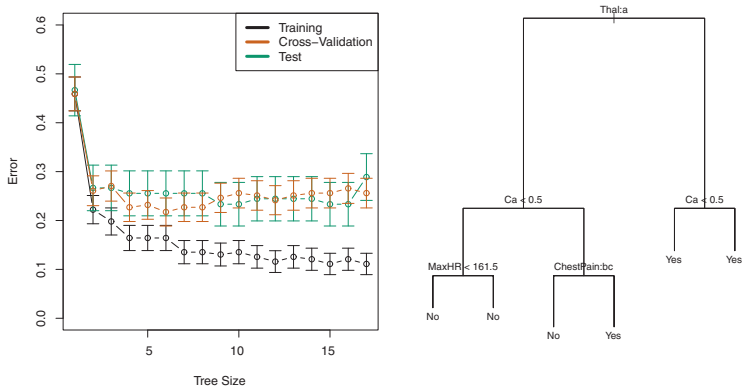 Training
Cross−Validation
Test
Error
0.6
0.5
0.4
0.3
0.2
0.1
0.0
5 10 15
Tree Size
Thal:a
Ca < 0.5 Ca < 0.5
Yes Yes
MaxHR < 161.5 ChestPain:bc
No No
No Yes